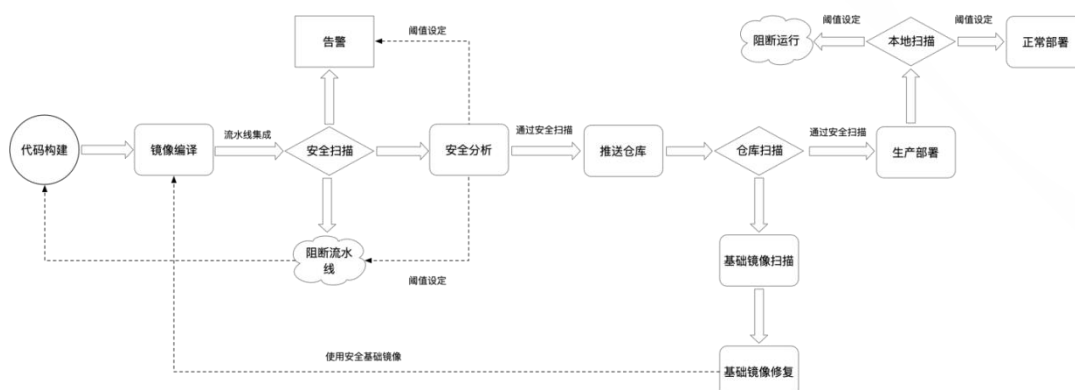 阈值设定
阈值设定
告警
阈值设定
阻断运行
本地扫描
正常部署
代码构建
镜像编译
流水线集成
安全扫描
安全分析
通过安全扫描
推送仓库
仓库扫描
通过安全扫描
生产部署
阻断流水
线
阈值设定
基础镜像扫描
使用安全基础镜像
基础镜像修复